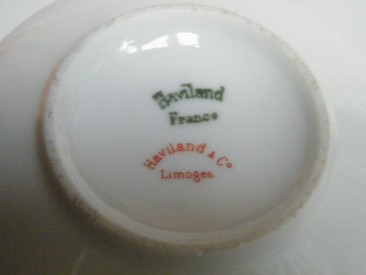 Haviland
France
Haviland & Co
Limoges